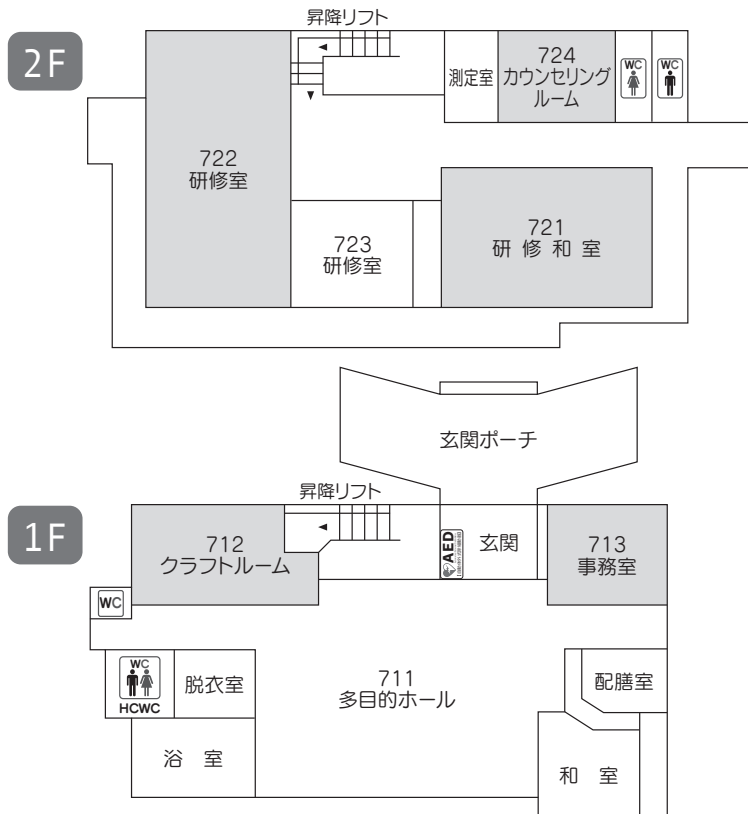 昇降リフト
2F
測定室
724
カウンセリング
ルーム
WC
WC
722
研修室
723
研修室
721
研修和室
玄関ポーチ
昇降リフト
1F
712
クラフトルーム
AED
玄関
713
事務室
WC
WC
HCWC
脱衣室
711
多目的ホール
配膳室
浴室
和室